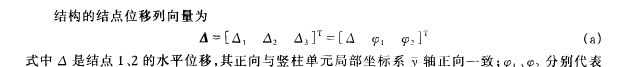 结构的结点位移列向量为
Δ=[Δ₁ Δ₂ Δ₃]ᵀ=[Δ φ₁ φ₂]ᵀ (a)
式中 Δ 是结点 1、2 的水平位移,其正向与竖柱单元局部坐标系 ȳ 轴正向一致;φ₁、φ₂ 分别代表